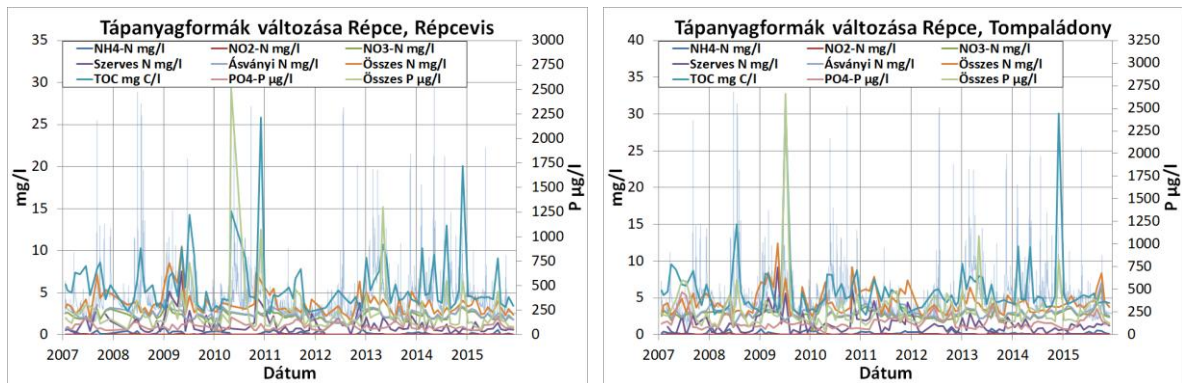 Tápanyagformák változása Répce, Répcevis
NH4-N mg/l NO2-N mg/l NO3-N mg/l
Szerves N mg/l Ásványi N mg/l Összes N mg/l
TOC mg C/l PO4-P µg/l Összes P µg/l
mg/l
35
30
25
20
15
10
5
0
3000
2750
2500
2250
2000
1750
1500
1250
1000
750
500
250
0
P µg/l
2007 2008 2009 2010 2011 2012 2013 2014 2015
Dátum
Tápanyagformák változása Répce, Tompaládony
NH4-N mg/l NO2-N mg/l NO3-N mg/l
Szerves N mg/l Ásványi N mg/l Összes N mg/l
TOC mg C/l PO4-P µg/l Összes P µg/l
mg/l
40
35
30
25
20
15
10
5
0
3250
3000
2750
2500
2250
2000
1750
1500
1250
1000
750
500
250
0
P µg/l
2007 2008 2009 2010 2011 2012 2013 2014 2015
Dátum